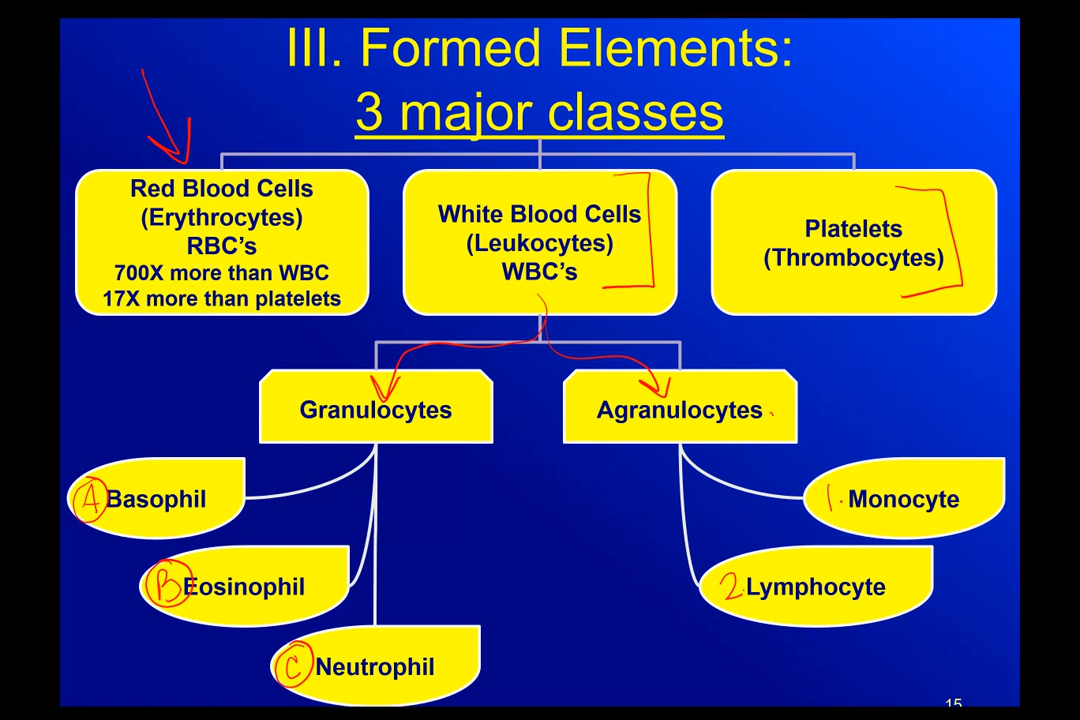 III. Formed Elements:
3 major classes
Red Blood Cells
(Erythrocytes)
RBC's
700X more than WBC
17X more than platelets
White Blood Cells
(Leukocytes)
WBC's
Platelets
(Thrombocytes)
Granulocytes
Agranulocytes
A Basophil
1. Monocyte
B Eosinophil
2. Lymphocyte
C Neutrophil
15